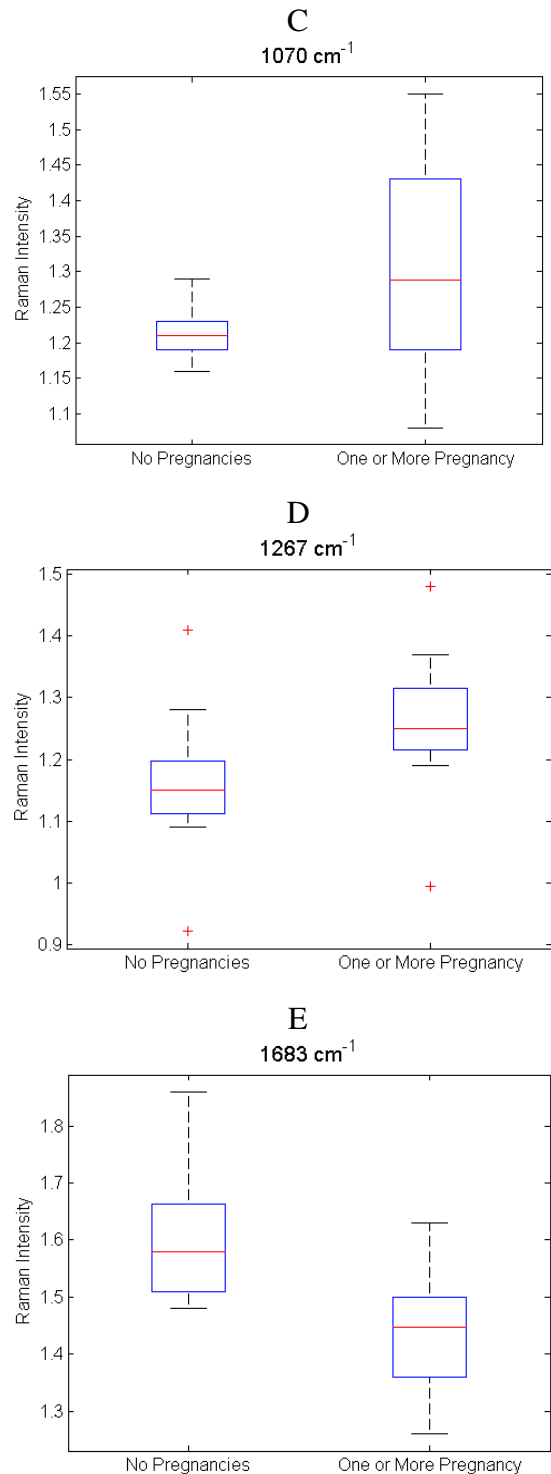 C
1070 cm-1
1.55
1.5
1.45
1.4
1.35
1.3
1.25
1.2
1.15
1.1
Raman Intensity
No Pregnancies
One or More Pregnancy
D
1267 cm-1
1.5
1.4
1.3
1.2
1.1
1
0.9
Raman Intensity
No Pregnancies
One or More Pregnancy
E
1683 cm-1
1.8
1.7
1.6
1.5
1.4
1.3
Raman Intensity
No Pregnancies
One or More Pregnancy